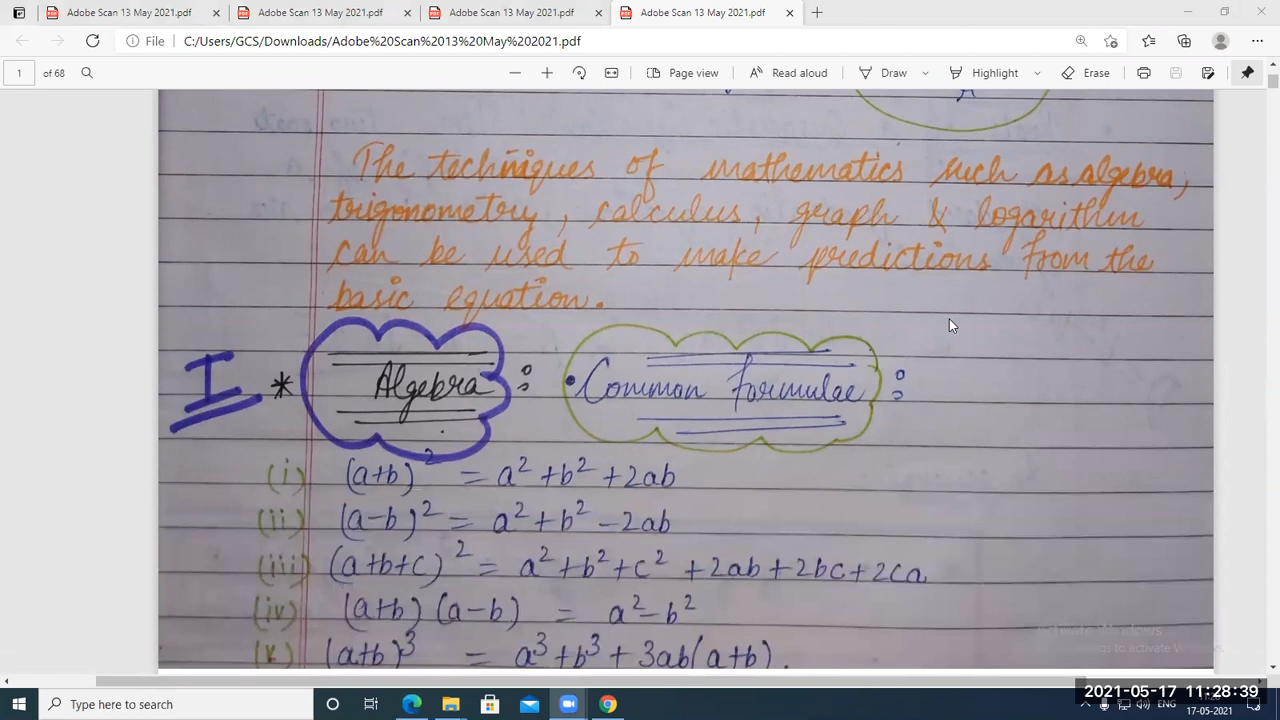 Adobe Scan 13 May 2021.pdf
Adobe Scan 13 May 2021.pdf
Adobe Scan 13 May 2021.pdf
Adobe Scan 13 May 2021.pdf
File
C:/Users/GCS/Downloads/Adobe%20Scan%2013%20May%202021.pdf
1 of 68
Page view
Read aloud
Draw
Highlight
Erase
The techniques of mathematics such as algebra,
trigonometry, calculus, graph & logarithm
can be used to make predictions from the
basic equation.
I * Algebra : • Common formulae :
(i) (a+b)² = a²+b²+2ab
(ii) (a-b)² = a²+b²-2ab
(iii) (a+b+c)² = a²+b²+c²+2ab+2bc+2ca
(iv) (a+b)(a-b) = a²-b²
(v) (a+b)³ = a³+b³+3ab(a+b).
Type here to search
2021-05-17 11:28:39
ENG
17-05-2021